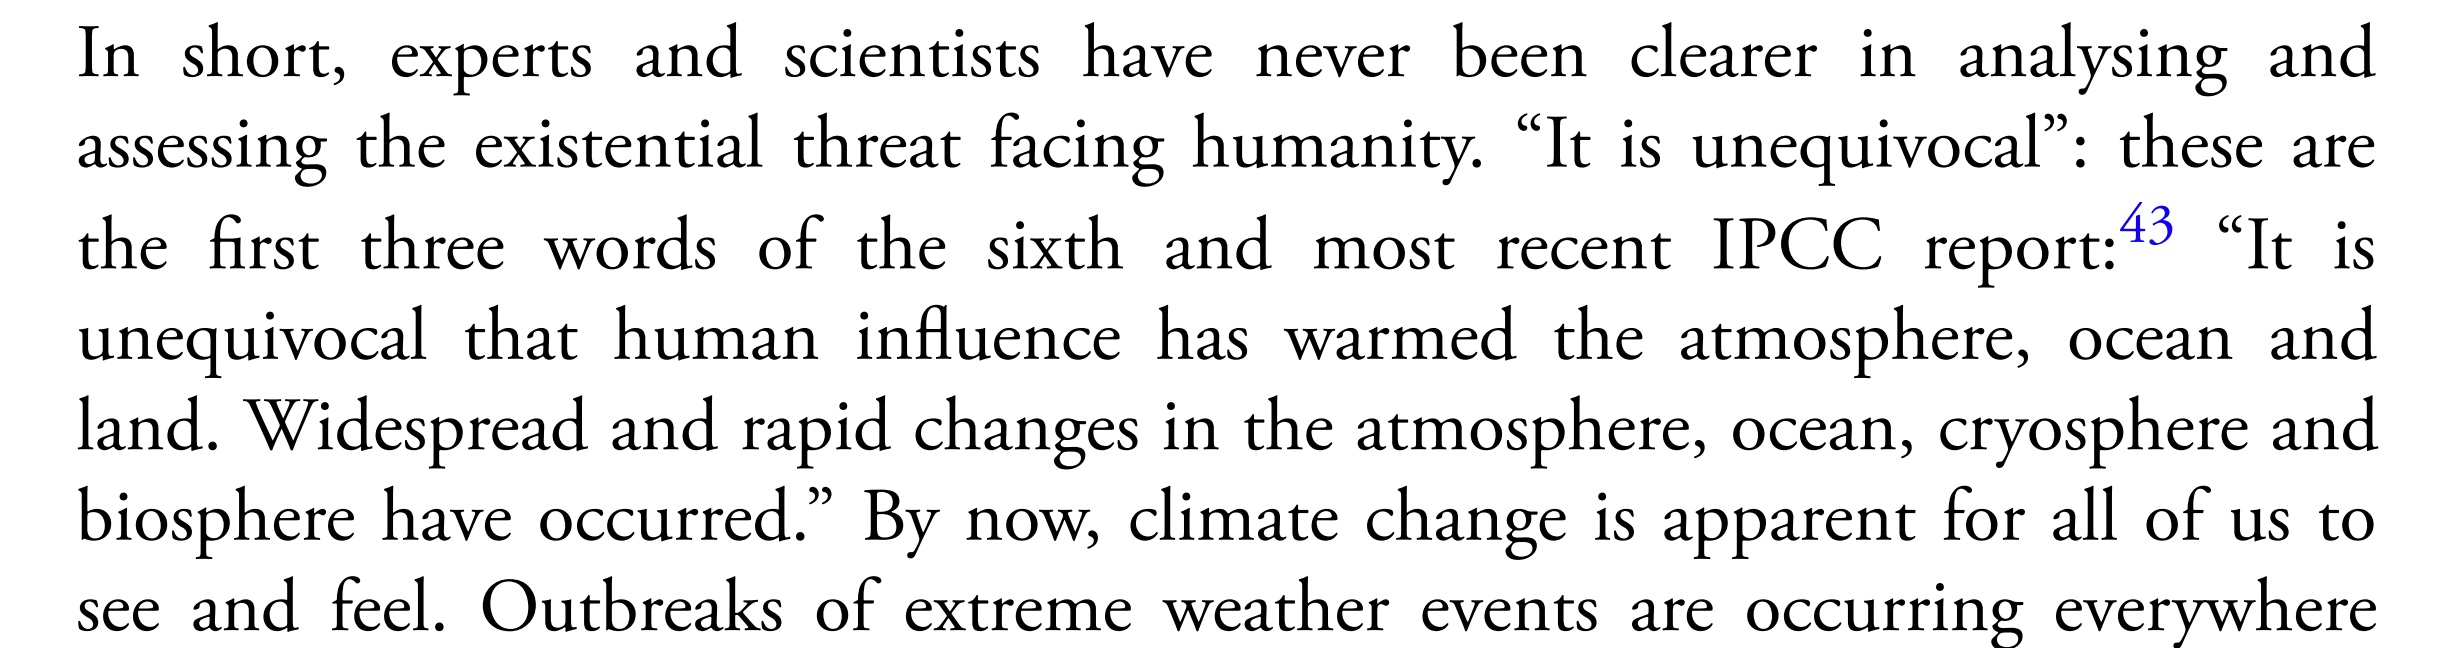 In short, experts and scientists have never been clearer in analysing and
assessing the existential threat facing humanity. “It is unequivocal”: these are
the first three words of the sixth and most recent IPCC report:43 “It is
unequivocal that human influence has warmed the atmosphere, ocean and
land. Widespread and rapid changes in the atmosphere, ocean, cryosphere and
biosphere have occurred.” By now, climate change is apparent for all of us to
see and feel. Outbreaks of extreme weather events are occurring everywhere